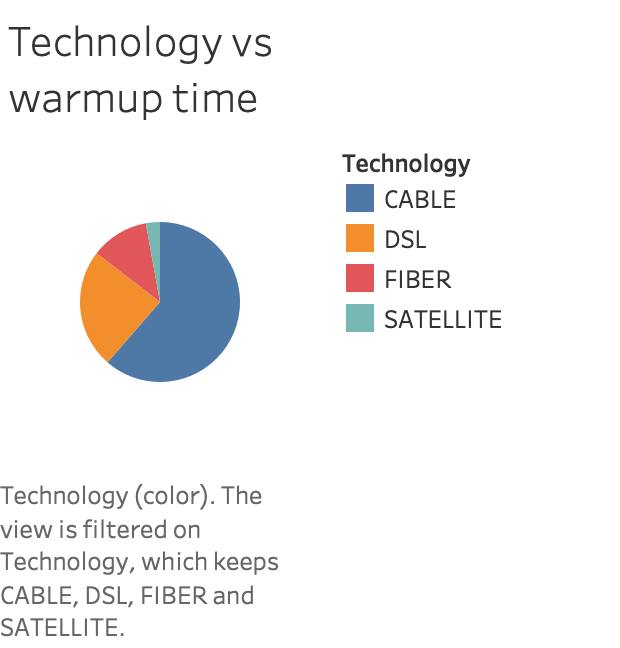 Technology vs
warmup time
Technology
CABLE
DSL
FIBER
SATELLITE
Technology (color). The
view is filtered on
Technology, which keeps
CABLE, DSL, FIBER and
SATELLITE.